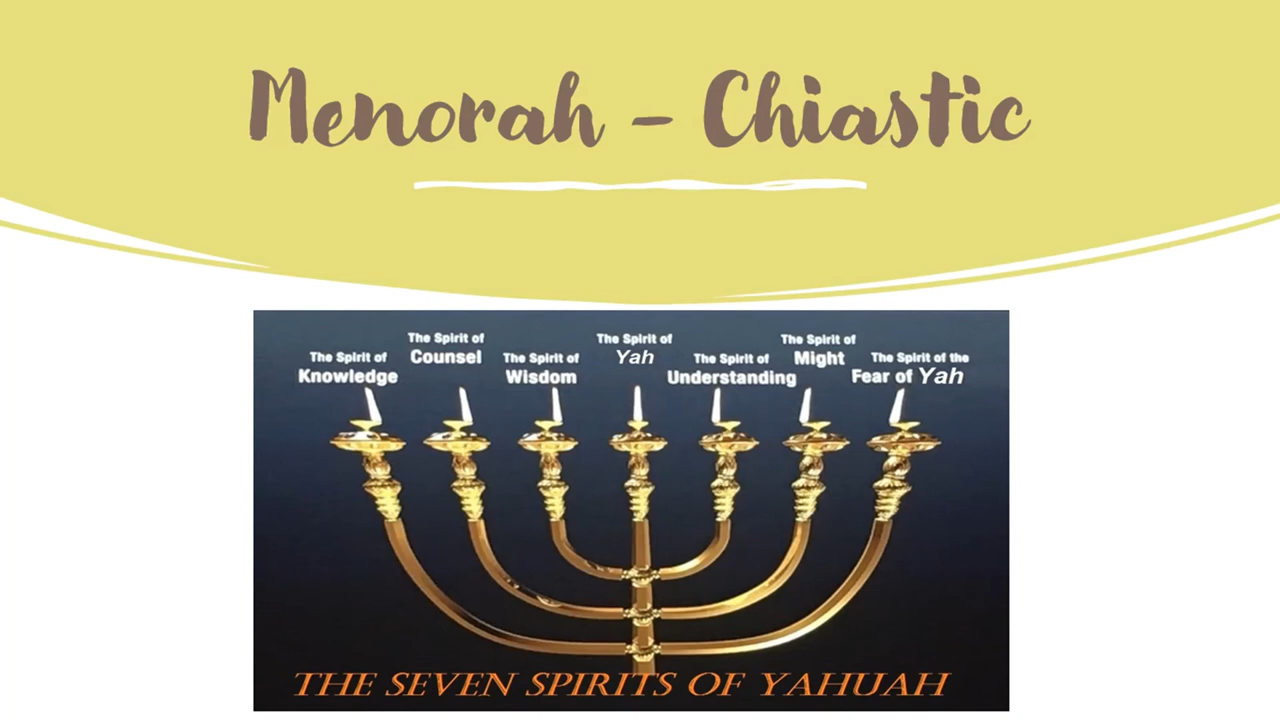 Menorah - Chiastic
The Spirit of
Knowledge
The Spirit of
Counsel
The Spirit of
Wisdom
The Spirit of
Yah
The Spirit of
Understanding
The Spirit of
Might
The Spirit of the
Fear of Yah
THE SEVEN SPIRITS OF YAHUAH